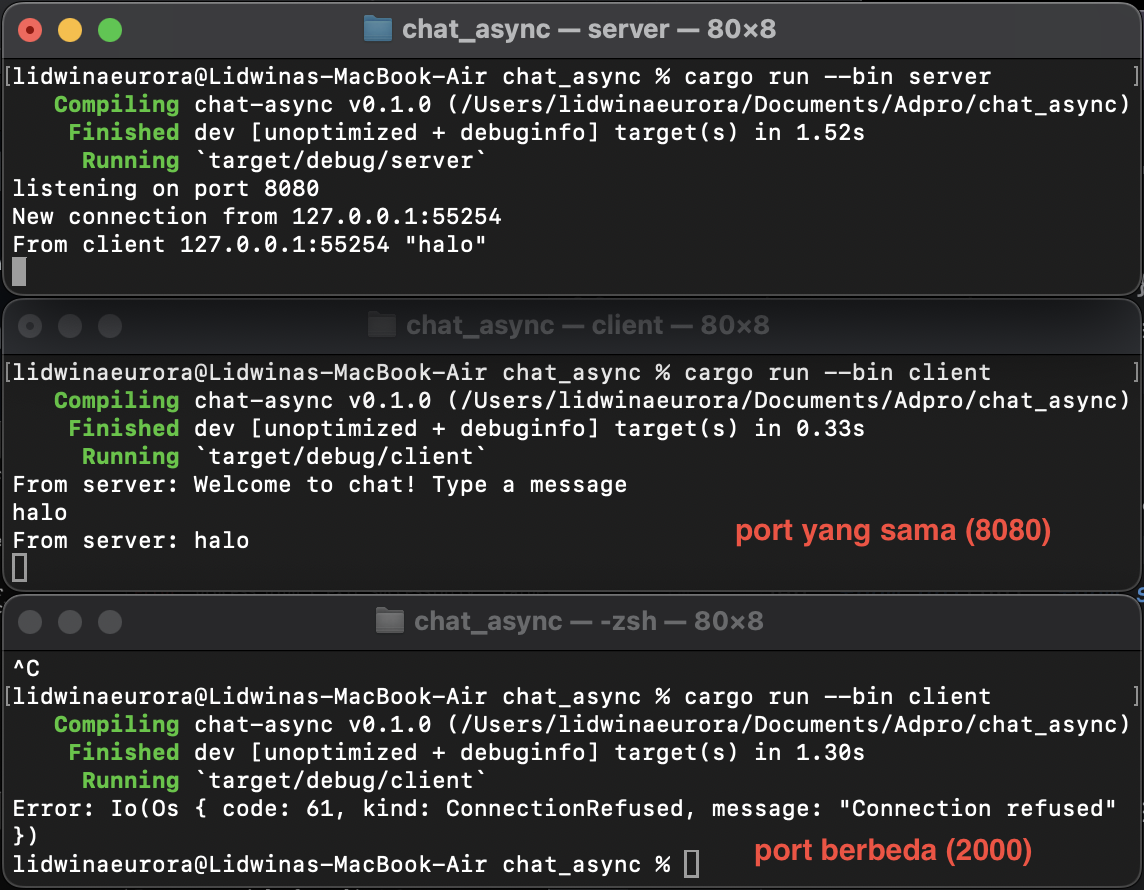 chat_async — server — 80×8
[lidwinaeurora@Lidwinas-MacBook-Air chat_async % cargo run --bin server ]
Compiling chat-async v0.1.0 (/Users/lidwinaeurora/Documents/Adpro/chat_async)
Finished dev [unoptimized + debuginfo] target(s) in 1.52s
Running `target/debug/server`
listening on port 8080
New connection from 127.0.0.1:55254
From client 127.0.0.1:55254 "halo"
chat_async — client — 80×8
[lidwinaeurora@Lidwinas-MacBook-Air chat_async % cargo run --bin client ]
Compiling chat-async v0.1.0 (/Users/lidwinaeurora/Documents/Adpro/chat_async)
Finished dev [unoptimized + debuginfo] target(s) in 0.33s
Running `target/debug/client`
From server: Welcome to chat! Type a message
halo
port yang sama (8080)
From server: halo
chat_async — -zsh — 80×8
^C
[lidwinaeurora@Lidwinas-MacBook-Air chat_async % cargo run --bin client ]
Compiling chat-async v0.1.0 (/Users/lidwinaeurora/Documents/Adpro/chat_async)
Finished dev [unoptimized + debuginfo] target(s) in 1.30s
Running `target/debug/client`
Error: Io(Os { code: 61, kind: ConnectionRefused, message: "Connection refused"
})
port berbeda (2000)
lidwinaeurora@Lidwinas-MacBook-Air chat_async %